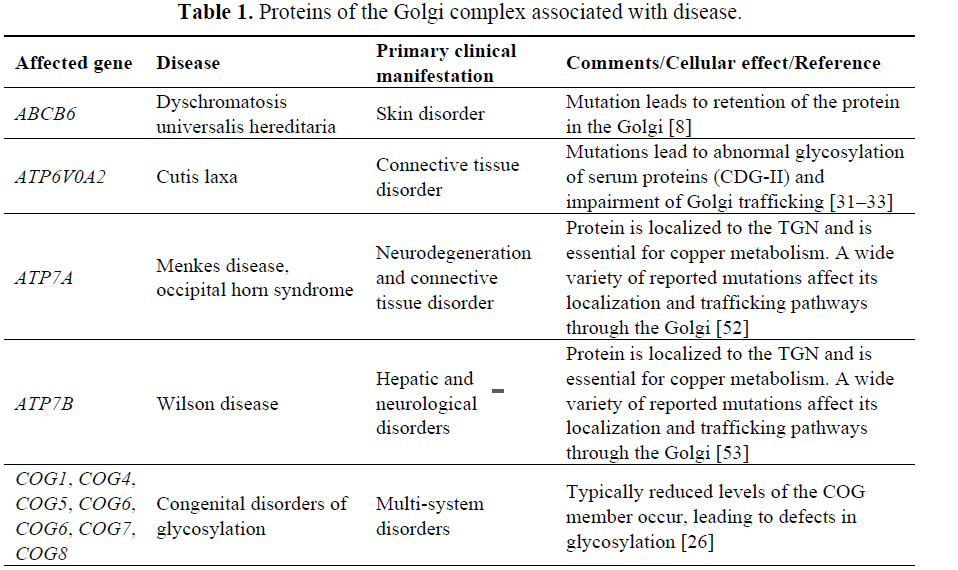 Table 1. Proteins of the Golgi complex associated with disease.
Affected gene Disease Primary clinical manifestation Comments/Cellular effect/Reference
ABCB6
Dyschromatosis
universalis hereditaria
Skin disorder
Mutation leads to retention of the protein
in the Golgi [8]
ATP6V0A2
Cutis laxa
Connective tissue
disorder
Mutations lead to abnormal glycosylation
of serum proteins (CDG-II) and
impairment of Golgi trafficking [31–33]
ATP7A
Menkes disease,
occipital horn syndrome
Neurodegeneration
and connective
tissue disorder
Protein is localized to the TGN and is
essential for copper metabolism. A wide
variety of reported mutations affect its
localization and trafficking pathways
through the Golgi [52]
ATP7B
Wilson disease
Hepatic and
neurological
disorders
Protein is localized to the TGN and is
essential for copper metabolism. A wide
variety of reported mutations affect its
localization and trafficking pathways
through the Golgi [53]
COG1, COG4,
COG5, COG6,
COG6, COG7,
COG8
Congenital disorders of
glycosylation
Multi-system
disorders
Typically reduced levels of the COG
member occur, leading to defects in
glycosylation [26]